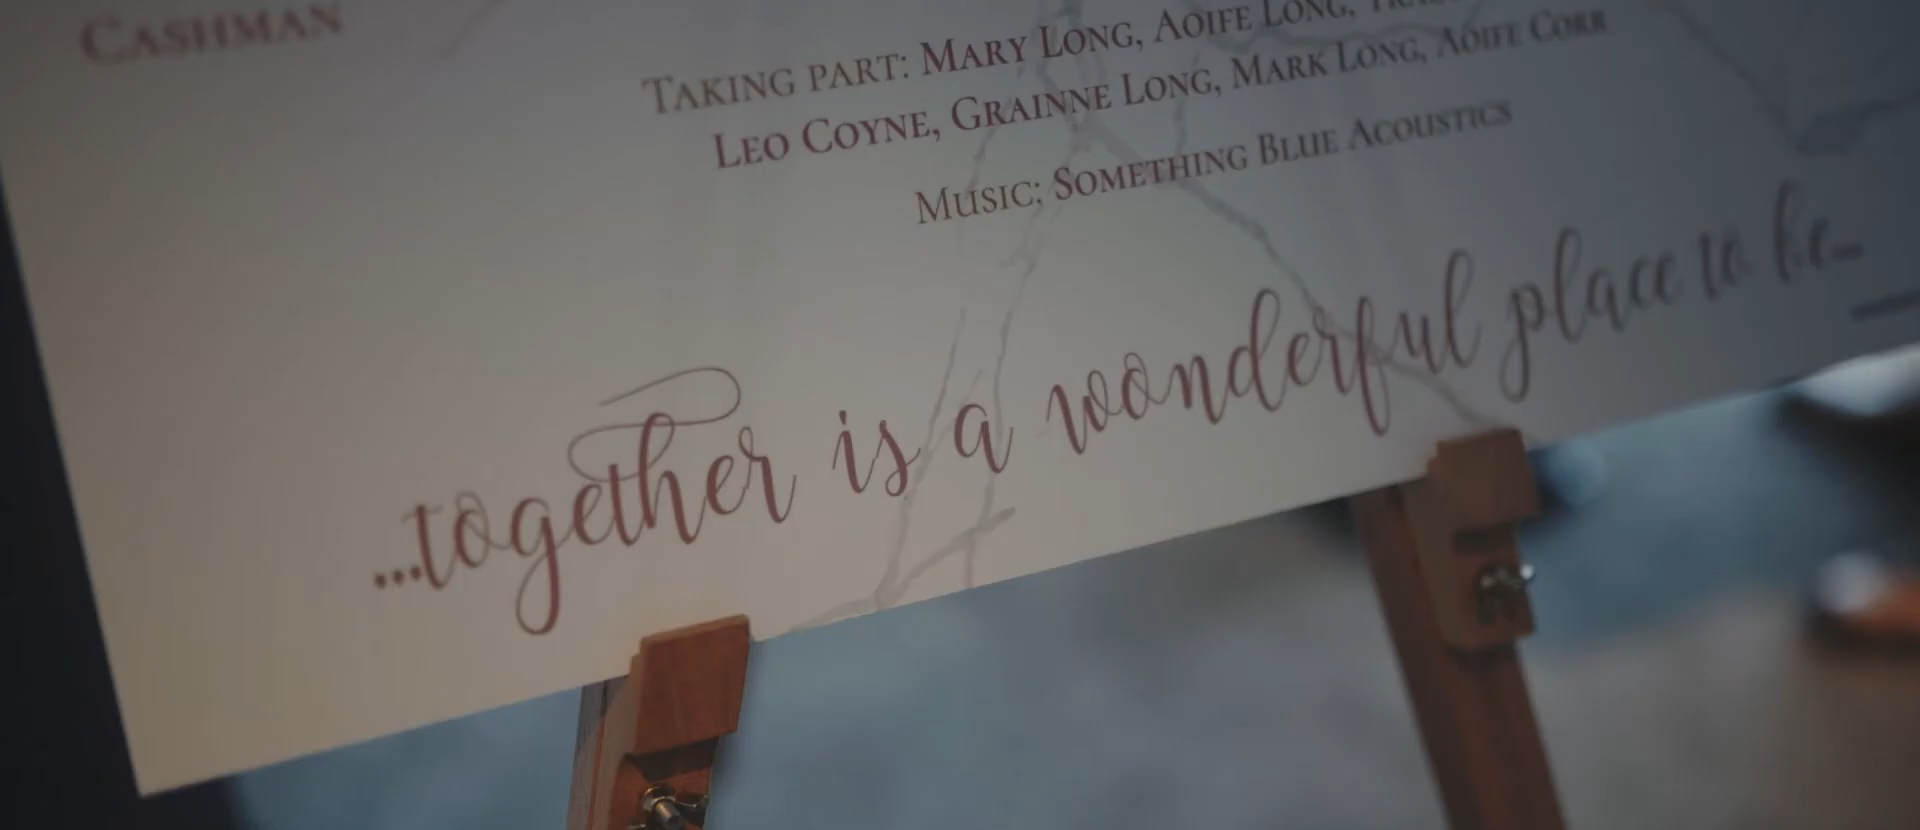 CASHMAN
TAKING PART: MARY LONG, AOIFE LONG,
LEO COYNE, GRAINNE LONG, MARK LONG, AOIFE CORR
MUSIC: SOMETHING BLUE ACOUSTICS
...together is a wonderful place to be...